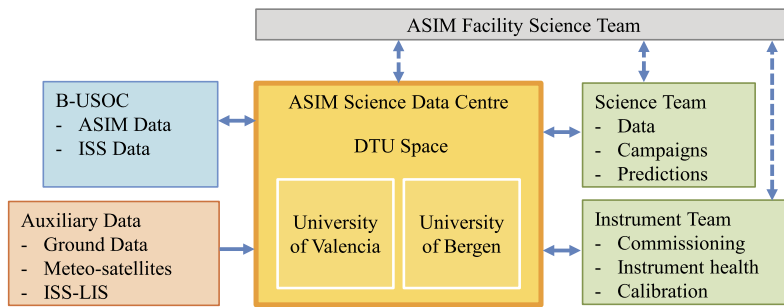 ASIM Facility Science Team
B-USOC
- ASIM Data
- ISS Data
ASIM Science Data Centre
DTU Space
University
of Valencia
University
of Bergen
Science Team
- Data
- Campaigns
- Predictions
Auxiliary Data
- Ground Data
- Meteo-satellites
- ISS-LIS
Instrument Team
- Commissioning
- Instrument health
- Calibration